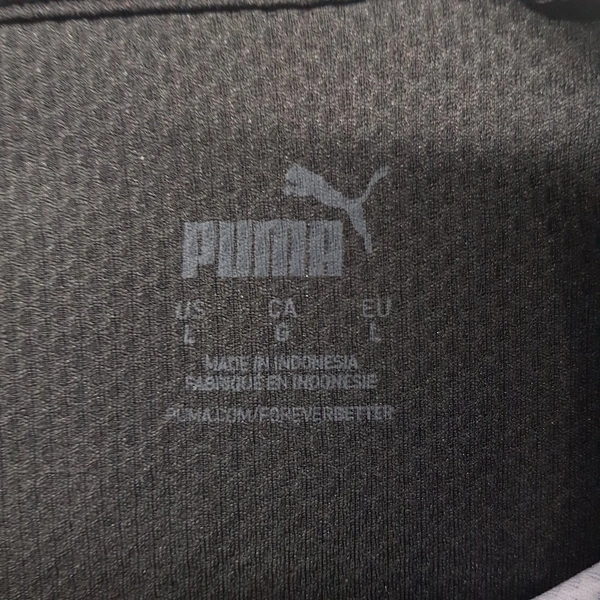 PUMA
US CA EU
L G L
MADE IN INDONESIA
FABRIQUE EN INDONESIE
PUMA.COM/FOREVERBETTER